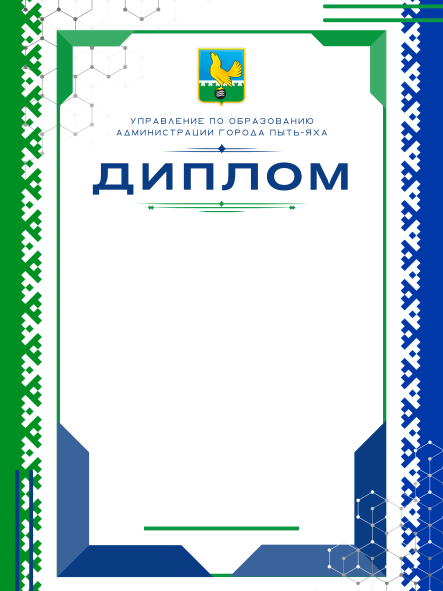 УПРАВЛЕНИЕ ПО ОБРАЗОВАНИЮ
АДМИНИСТРАЦИИ ГОРОДА ПЫТЬ-ЯХА
ДИПЛОМ